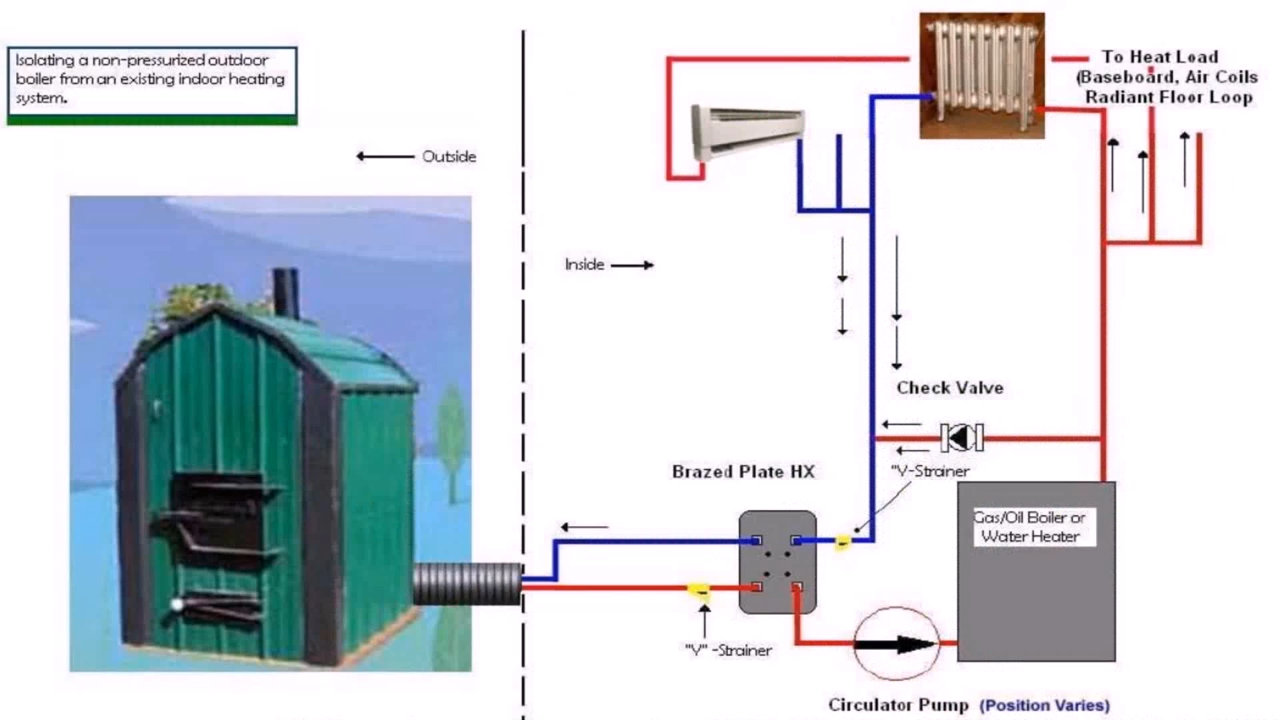 Isolating a non-pressurized outdoor
boiler from an existing indoor heating
system.
To Heat Load
(Baseboard, Air Coils
Radiant Floor Loop
Outside
Inside
Check Valve
"Y-Strainer
Brazed Plate HX
Gas/Oil Boiler or
Water Heater
"Y" -Strainer
Circulator Pump (Position Varies)